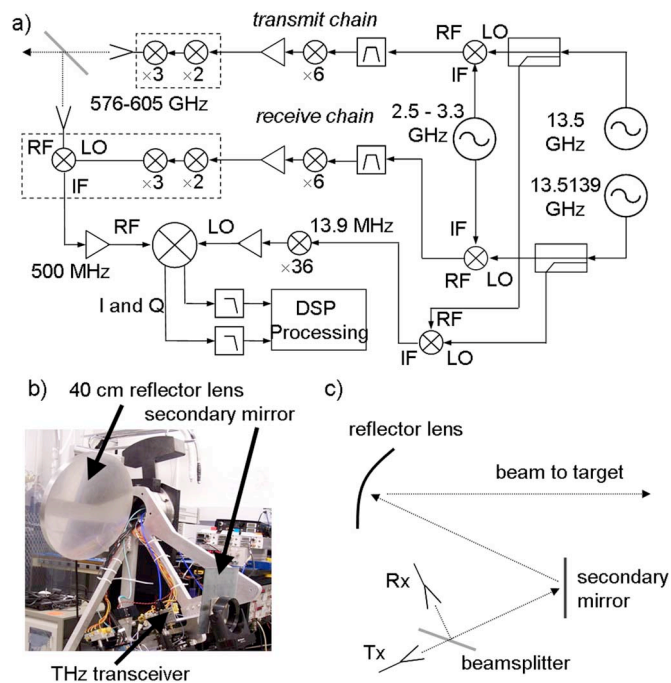 a)
transmit chain
RF
LO
×3
×2
×6
IF
576-605 GHz
receive chain
2.5 - 3.3
GHz
13.5
GHz
RF
LO
13.5139
GHz
×3
×2
×6
IF
IF
RF
LO
13.9 MHz
RF
LO
500 MHz
×36
I and Q
DSP
Processing
RF
IF
LO
b)
40 cm reflector lens
secondary mirror
THz transceiver
c)
reflector lens
beam to target
Rx
secondary
mirror
Tx
beamsplitter